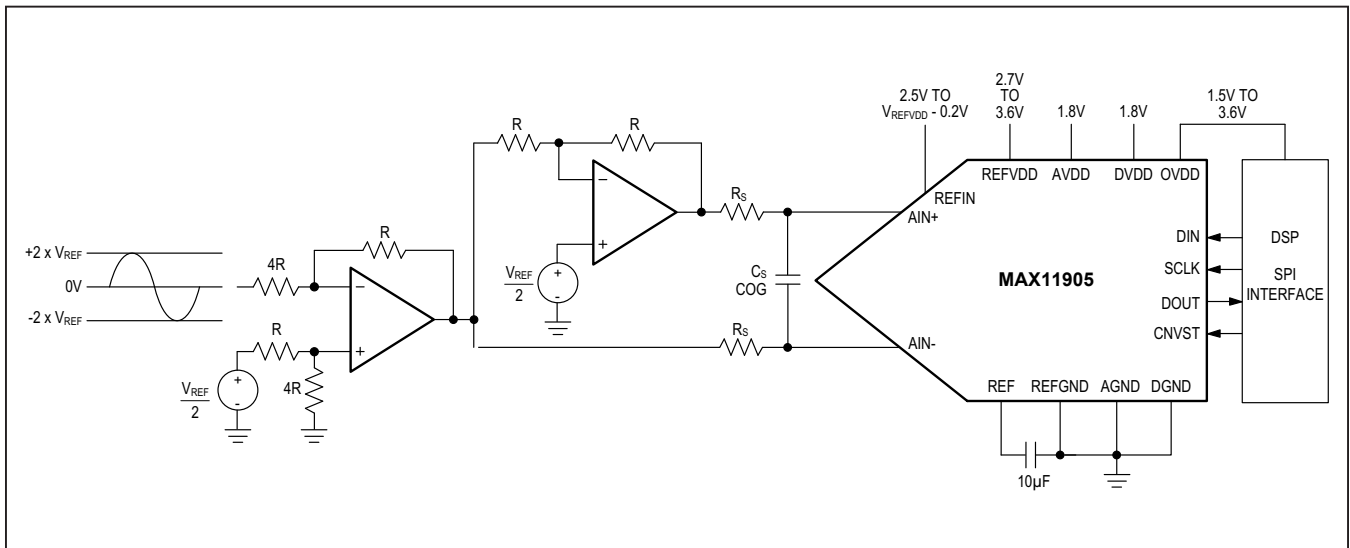 +2 x VREF
0V
-2 x VREF
4R
R
R
4R
VREF
2
+
-
-
+
R
R
-
+
VREF
2
+
-
RS
RS
CS
COG
2.5V TO
VREFVDD - 0.2V
2.7V
TO
3.6V
1.8V
1.8V
1.5V TO
3.6V
REFIN
REFVDD
AVDD
DVDD
OVDD
AIN+
AIN-
MAX11905
DIN
SCLK
DOUT
CNVST
DSP
SPI
INTERFACE
REF
REFGND
AGND
DGND
10µF